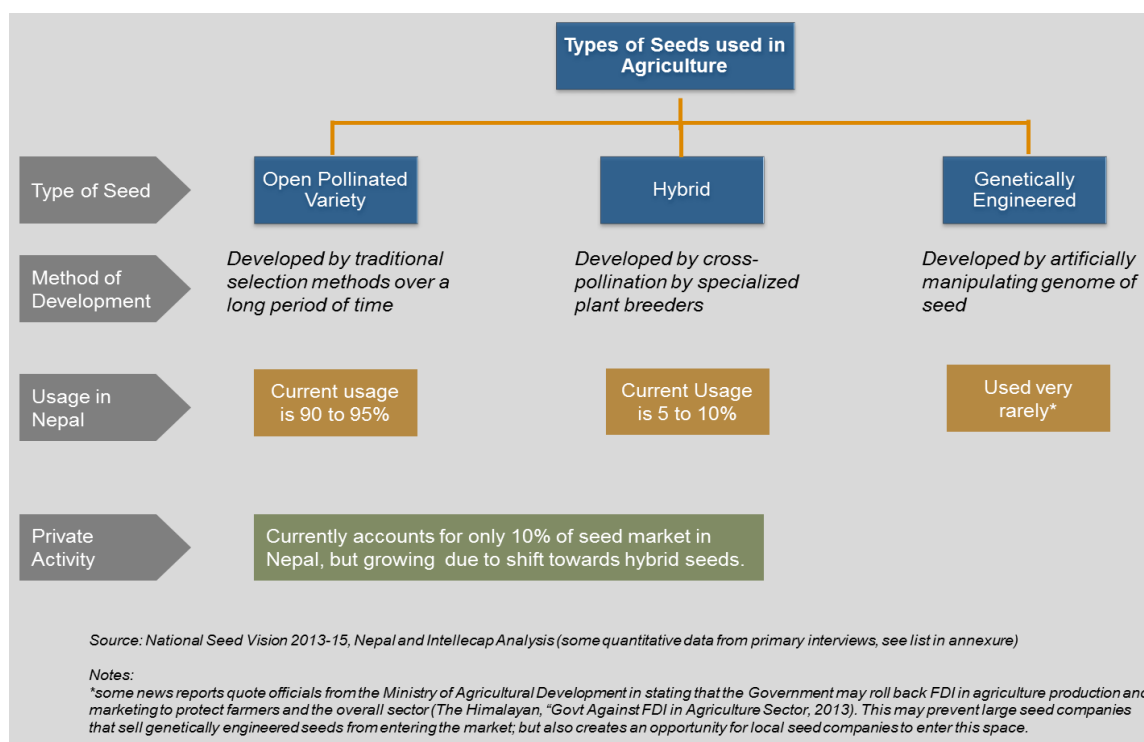 Types of Seeds used in
Agriculture
Type of Seed
Open Pollinated
Variety
Hybrid
Genetically
Engineered
Method of
Development
Developed by traditional
selection methods over a
long period of time
Developed by cross-
pollination by specialized
plant breeders
Developed by artificially
manipulating genome of
seed
Usage in
Nepal
Current usage
is 90 to 95%
Current Usage
is 5 to 10%
Used very
rarely*
Private
Activity
Currently accounts for only 10% of seed market in
Nepal, but growing due to shift towards hybrid seeds.
Source: National Seed Vision 2013-15, Nepal and Intellecap Analysis (some quantitative data from primary interviews, see list in annexure)
Notes:
*some news reports quote officials from the Ministry of Agricultural Development in stating that the Government may roll back FDI in agriculture production and
marketing to protect farmers and the overall sector (The Himalayan, “Govt Against FDI in Agriculture Sector, 2013). This may prevent large seed companies
that sell genetically engineered seeds from entering the market; but also creates an opportunity for local seed companies to enter this space.